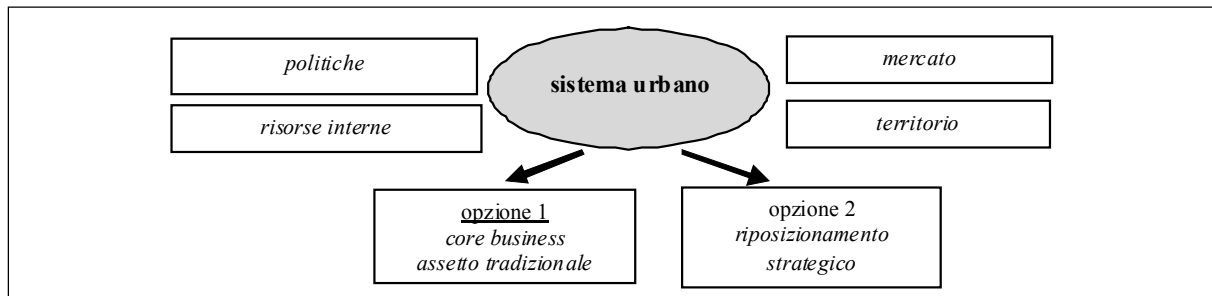 politiche
sistema urbano
mercato
risorse interne
territorio
opzione 1
core business
assetto tradizionale
opzione 2
riposizionamento
strategico